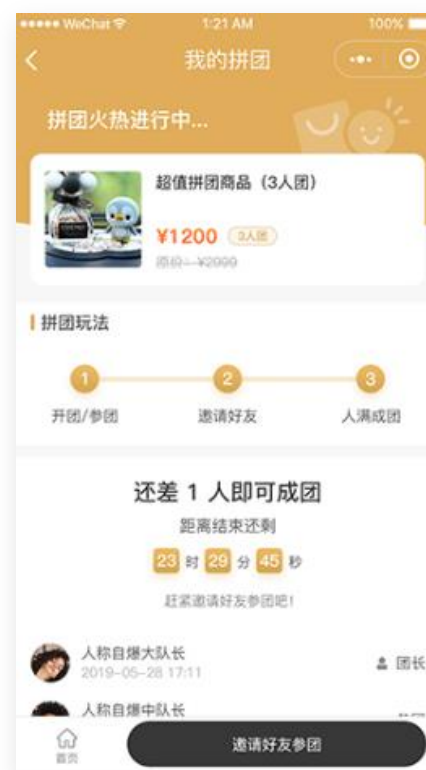 WeChat 1:21 AM 100%
我的拼团
拼团火热进行中...
超值拼团商品（3人团）
¥1200 3人团
原价：¥2999
拼团玩法
1 2 3
开团/参团 邀请好友 人满成团
还差 1 人即可成团
距离结束还剩
23 时 29 分 45 秒
赶紧邀请好友参团吧！
人称自爆大队长
2019-05-28 17:11
团长
人称自爆中队长
首页
邀请好友参团